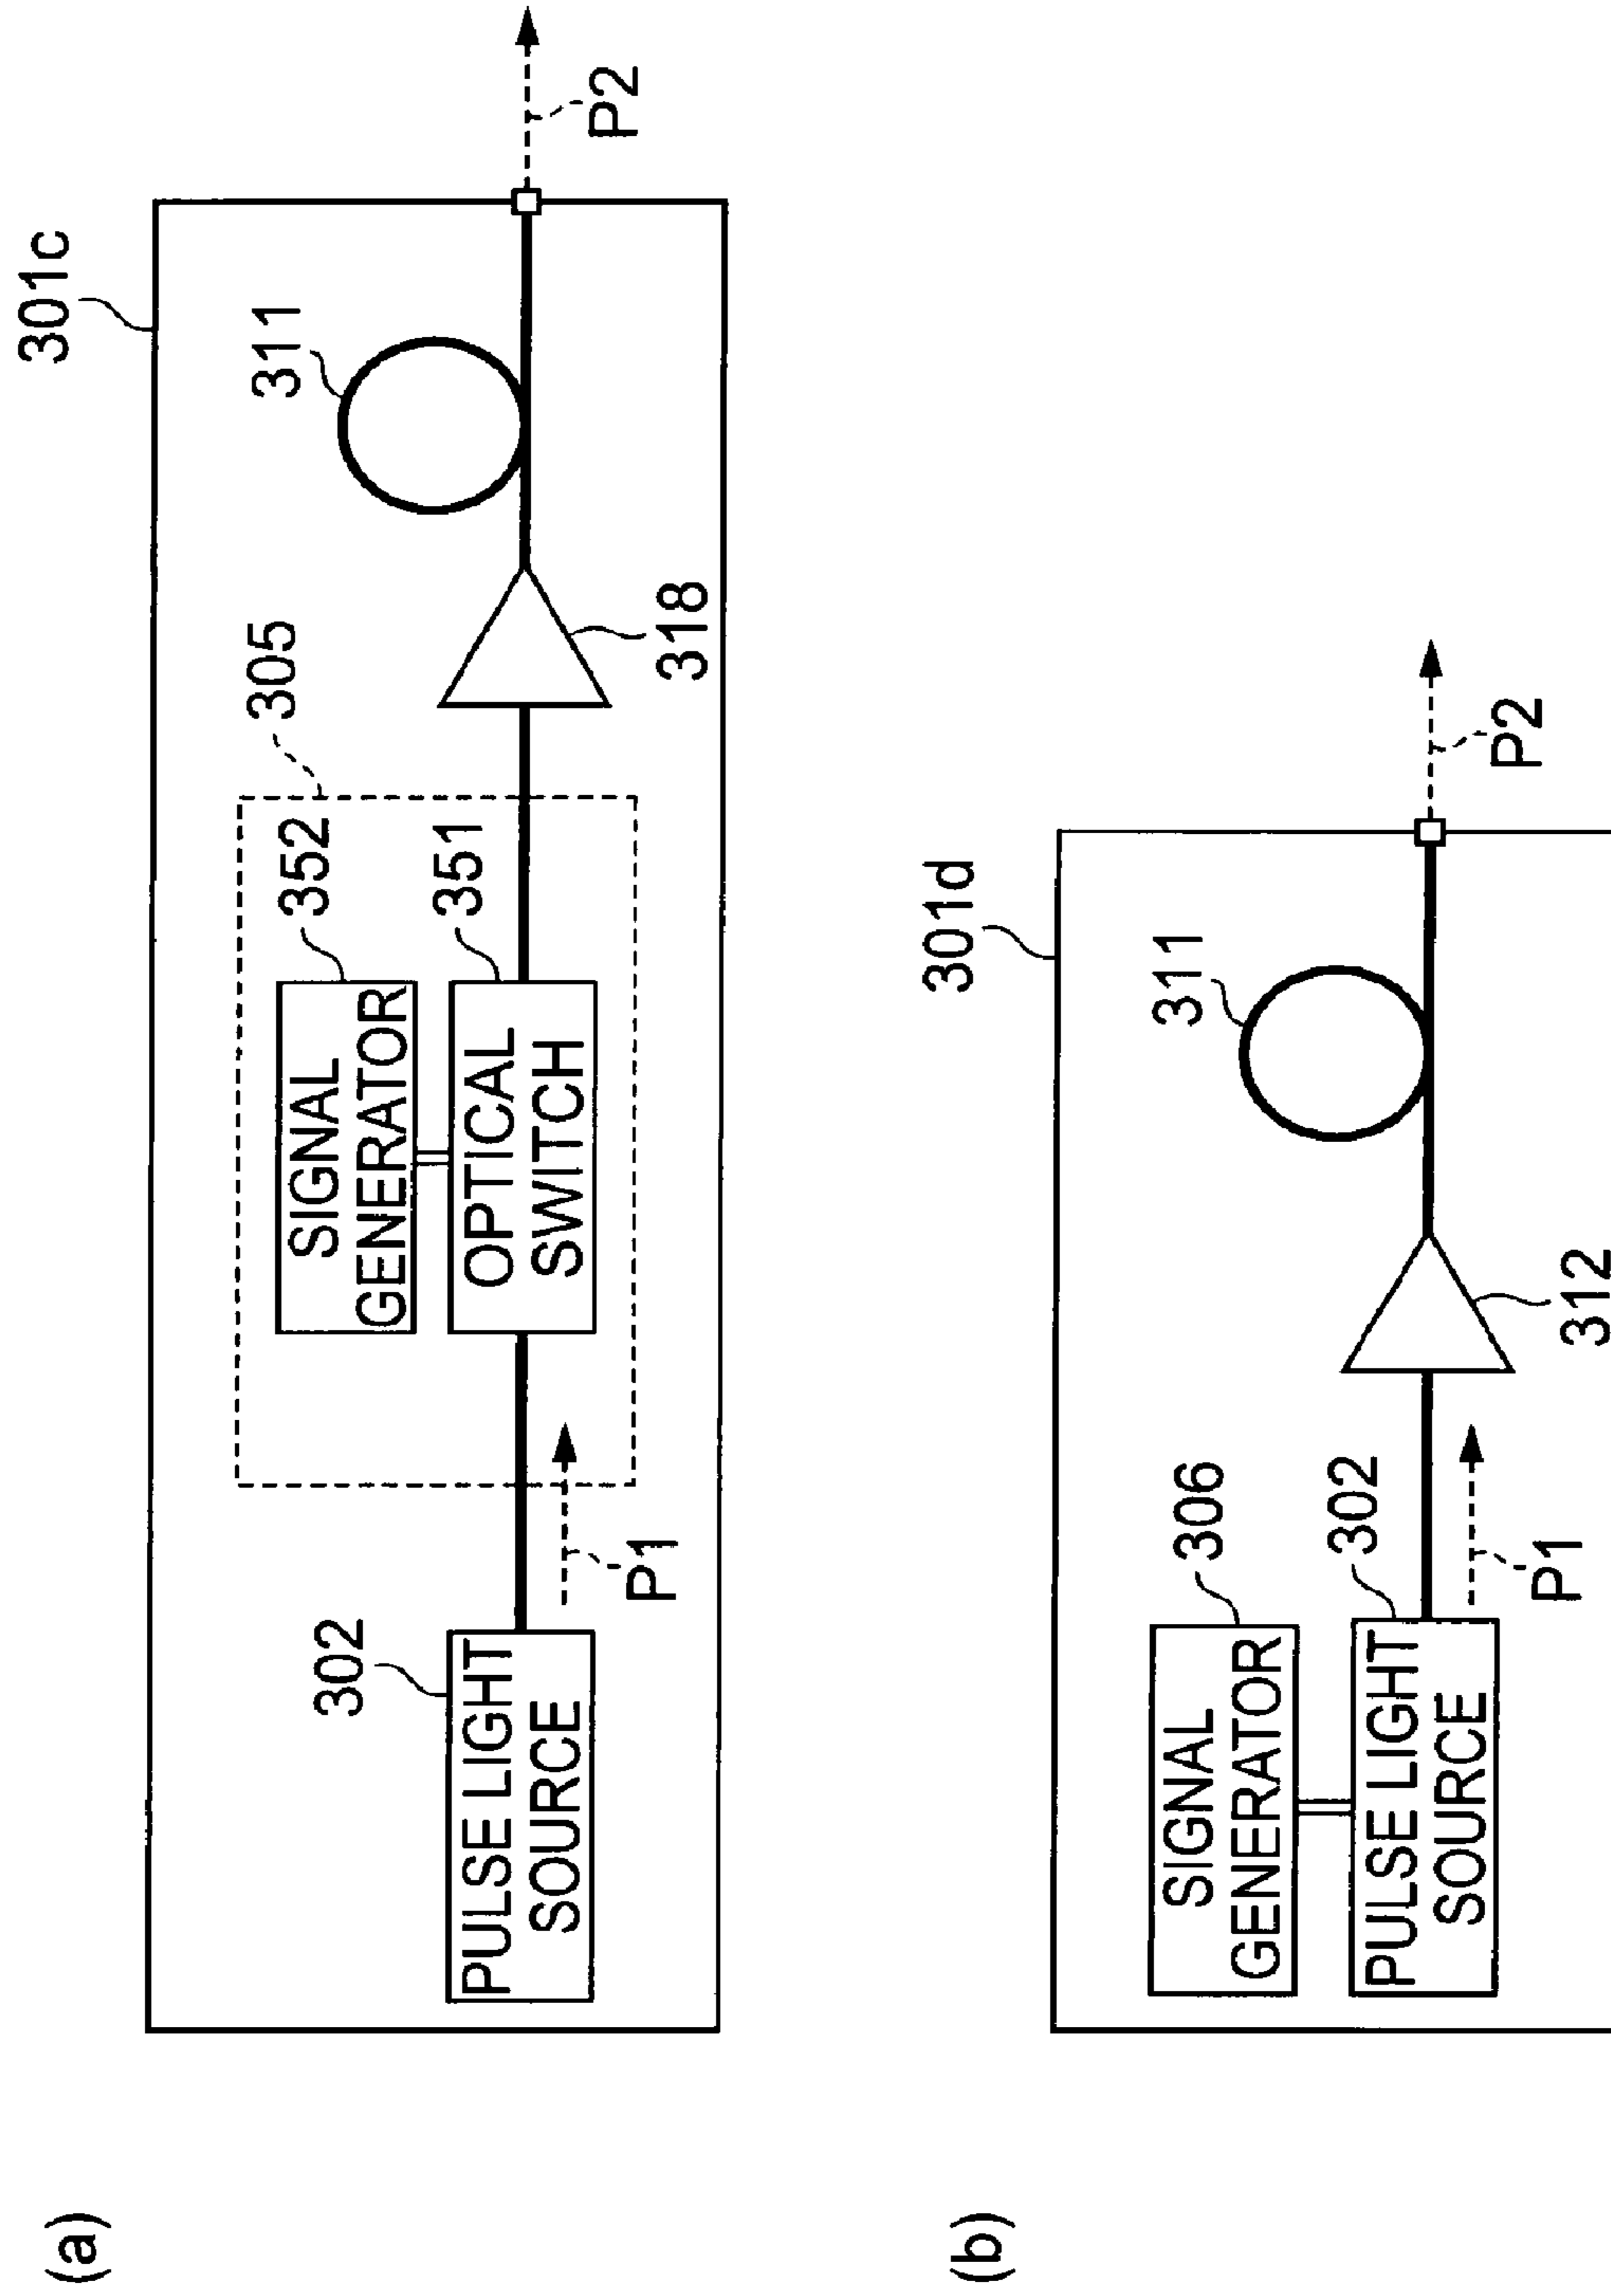 (a)
301c
305
311
352
SIGNAL
GENERATOR
351
302
PULSE LIGHT
SOURCE
OPTICAL
SWITCH
P1
318
P2
(b)
301d
306
SIGNAL
GENERATOR
311
302
PULSE LIGHT
SOURCE
P1
312
P2